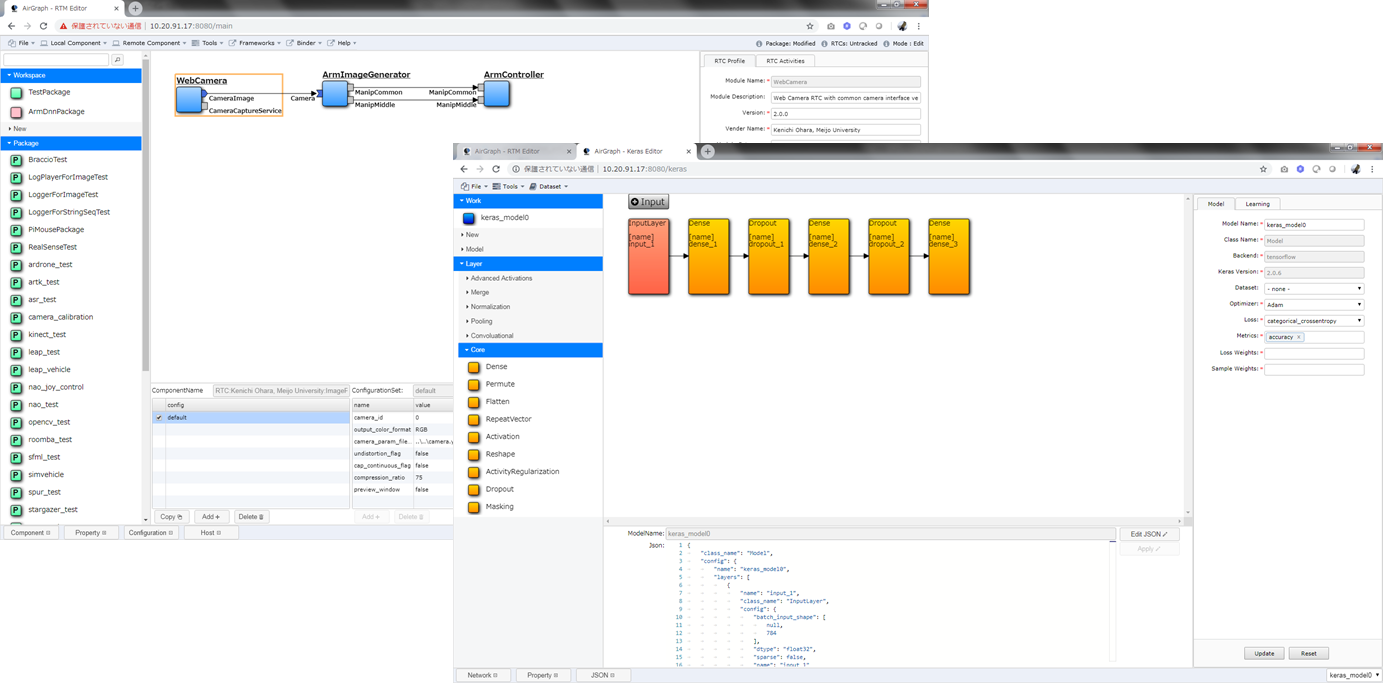 AirGraph - RTM Editor
保護されていない通信 | 10.20.91.17:8080/main
File
Local Component
Remote Component
Tools
Frameworks
Binder
Help
Package: Modified
RTCs: Untracked
Mode : Edit
Workspace
TestPackage
ArmDnnPackage
New
Package
BraccioTest
LogPlayerForImageTest
LoggerForImageTest
LoggerForStringSeqTest
PiMousePackage
RealSenseTest
ardrone_test
artk_test
asr_test
camera_calibration
kinect_test
leap_test
leap_vehicle
nao_joy_control
nao_test
opencv_test
roomba_test
sfml_test
simvehicle
spur_test
stargazer_test
WebCamera
CameraImage
CameraCaptureService
ArmImageGenerator
Camera
ManipCommon
ManipMiddle
ArmController
ManipCommon
ManipMiddle
RTC Profile
RTC Activities
Module Name: * WebCamera
Module Description: Web Camera RTC with common camera interface ve
Version: * 2.0.0
Vender Name: * Kenichi Ohara, Meijo University
ComponentName
RTC:Kenichi Ohara, Meijo University:ImageF
ConfigurationSet:
default
config
default
name
value
camera_id
0
output_color_format
RGB
camera_param_file...
..\..\camera.y
undistortion_flag
false
cap_continuous_flag
false
compression_ratio
75
preview_window
false
Copy
Add +
Delete
Add +
Delete
Component
Property
Configuration
Host
AirGraph - RTM Editor
AirGraph - Keras Editor
保護されていない通信 | 10.20.91.17:8080/keras
File
Tools
Dataset
Work
keras_model0
New
Model
Layer
Advanced Activations
Merge
Normalization
Pooling
Convoluational
Core
Dense
Permute
Flatten
RepeatVector
Activation
Reshape
ActivityRegularization
Dropout
Masking
Input
InputLayer
[name]
input_1
Dense
[name]
dense_1
Dropout
[name]
dropout_1
Dense
[name]
dense_2
Dropout
[name]
dropout_2
Dense
[name]
dense_3
Model
Learning
Model Name: * keras_model0
Class Name: * Model
Backend: * tensorflow
Keras Version: * 2.0.6
Dataset: - none -
Optimizer: * Adam
Loss: * categorical_crossentropy
Metrics: * accuracy ×
Loss Weights: *
Sample Weights: *
Update
Reset
ModelName: keras_model0
Edit JSON
Apply
Json:
1 {
2 "class_name": "Model",
3 "config": {
4 "name": "keras_model0",
5 "layers": [
6 {
7 "name": "input_1",
8 "class_name": "InputLayer",
9 "config": {
10 "batch_input_shape": [
11 null,
12 784
13 ],
14 "dtype": "float32",
15 "sparse": false,
16 "name": "input_1"
Network
Property
JSON
keras_model0